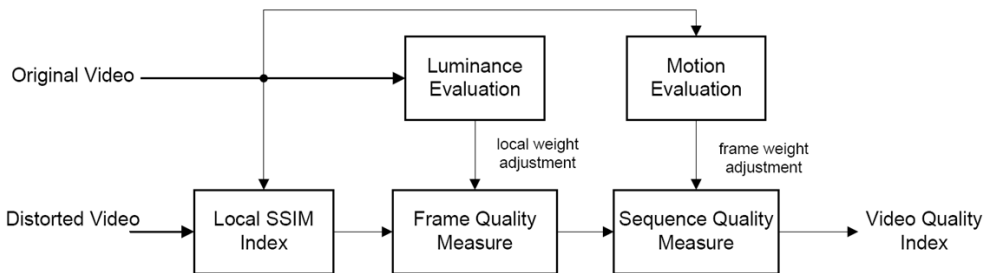 Original Video
Luminance
Evaluation
Motion
Evaluation
local weight
adjustment
frame weight
adjustment
Distorted Video
Local SSIM
Index
Frame Quality
Measure
Sequence Quality
Measure
Video Quality
Index